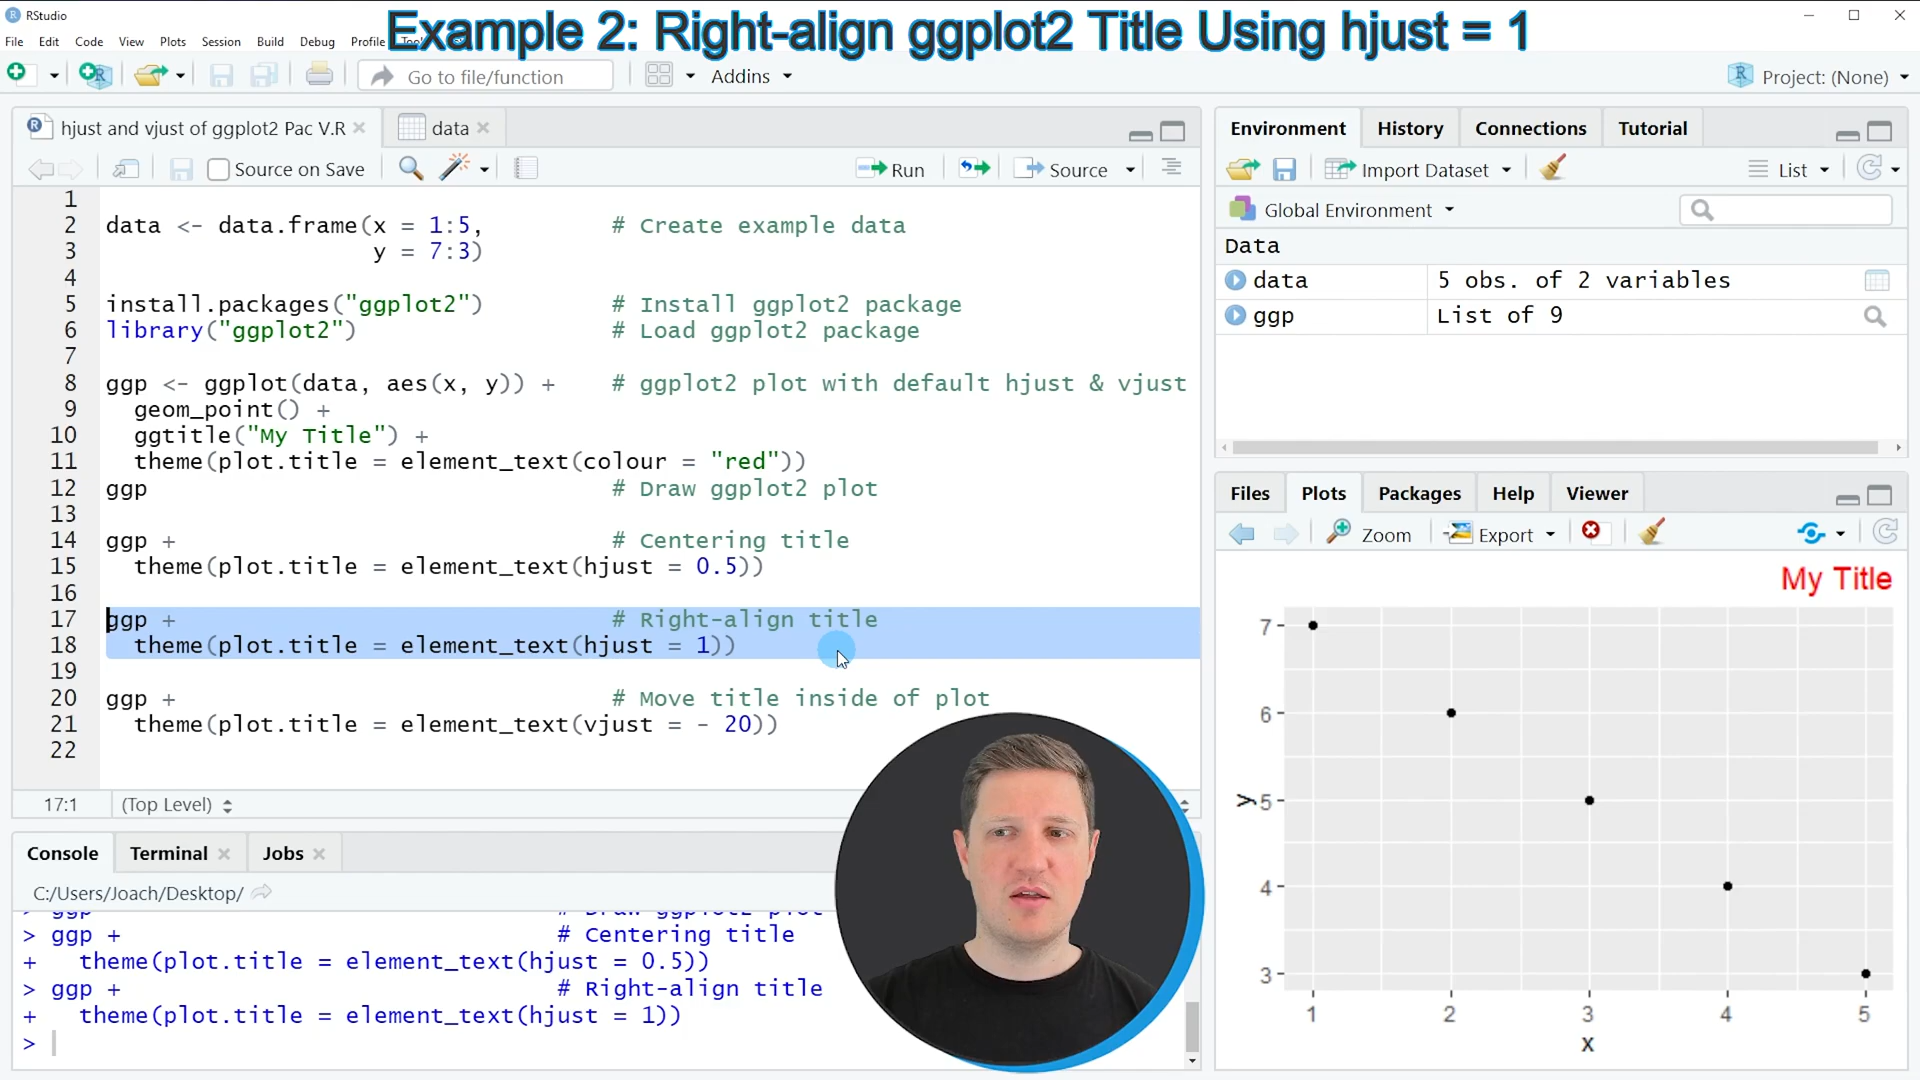 RStudio
Example 2: Right-align ggplot2 Title Using hjust = 1
File Edit Code View Plots Session Build Debug Profile
Go to file/function Addins Project: (None)
hjust and vjust of ggplot2 Pac V.R data
Source on Save Run Source
1
2 data <- data.frame(x = 1:5, # Create example data
3 y = 7:3)
4
5 install.packages("ggplot2") # Install ggplot2 package
6 library("ggplot2") # Load ggplot2 package
7
8 ggp <- ggplot(data, aes(x, y)) + # ggplot2 plot with default hjust & vjust
9 geom_point() +
10 ggtitle("My Title") +
11 theme(plot.title = element_text(colour = "red"))
12 ggp # Draw ggplot2 plot
13
14 ggp + # Centering title
15 theme(plot.title = element_text(hjust = 0.5))
16
17 ggp + # Right-align title
18 theme(plot.title = element_text(hjust = 1))
19
20 ggp + # Move title inside of plot
21 theme(plot.title = element_text(vjust = - 20))
22
17:1 (Top Level)
Console Terminal Jobs
C:/Users/Joach/Desktop/
> ggp # Draw ggplot2 plot
> ggp + # Centering title
+ theme(plot.title = element_text(hjust = 0.5))
> ggp + # Right-align title
+ theme(plot.title = element_text(hjust = 1))
>
Environment History Connections Tutorial
Import Dataset List
Global Environment
Data
data 5 obs. of 2 variables
ggp List of 9
Files Plots Packages Help Viewer
Zoom Export
My Title
7
6
5
4
3
y
1 2 3 4 5
x